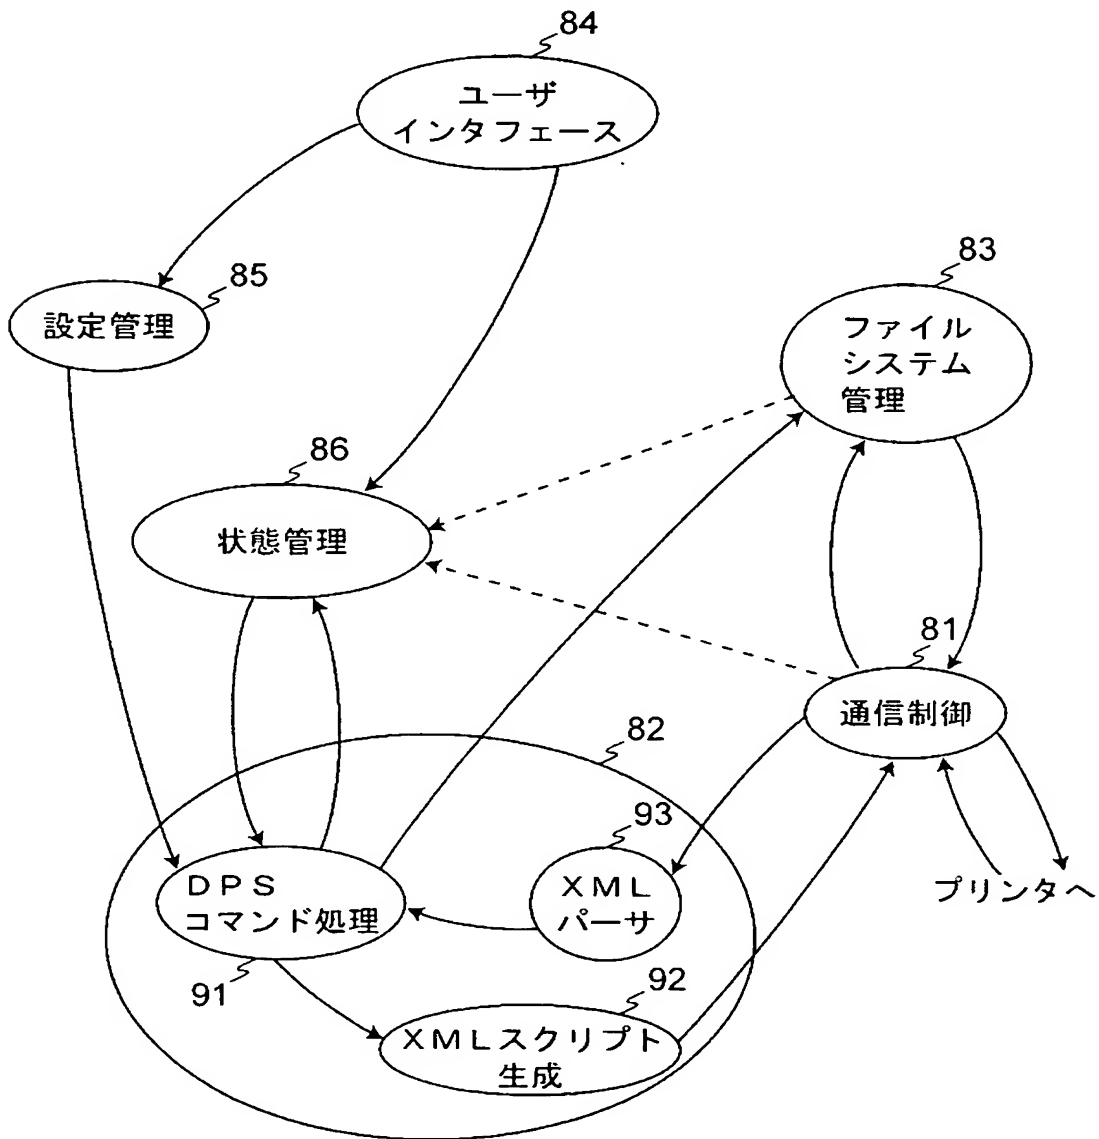 84
ユーザ
インタフェース
83
85
設定管理
ファイル
システム
管理
86
状態管理
81
通信制御
82
93
DPS
コマンド処理
XML
パーサ
プリンタへ
91
92
XMLスクリプト
生成